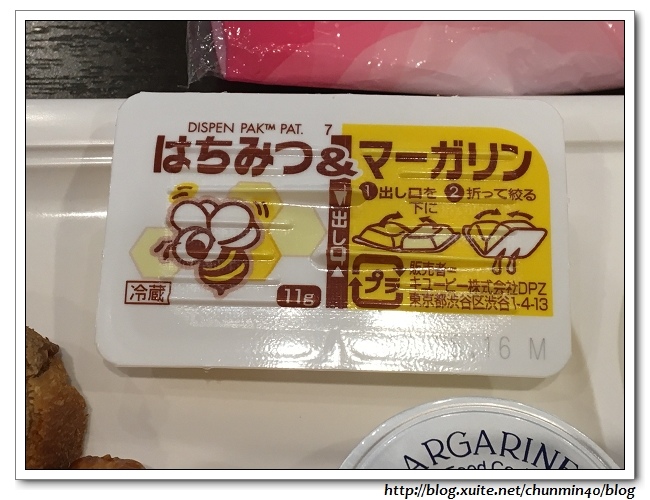 DISPEN PAK™ PAT. 7
はちみつ&マーガリン
❶出し口を下に
❷折って絞る
▽出し口△
冷蔵
11g
プラ
販売者
キユーピー株式会社DPZ
東京都渋谷区渋谷1-4-13
16 M
ARGARINE
http://blog.xuite.net/chunmin40/blog